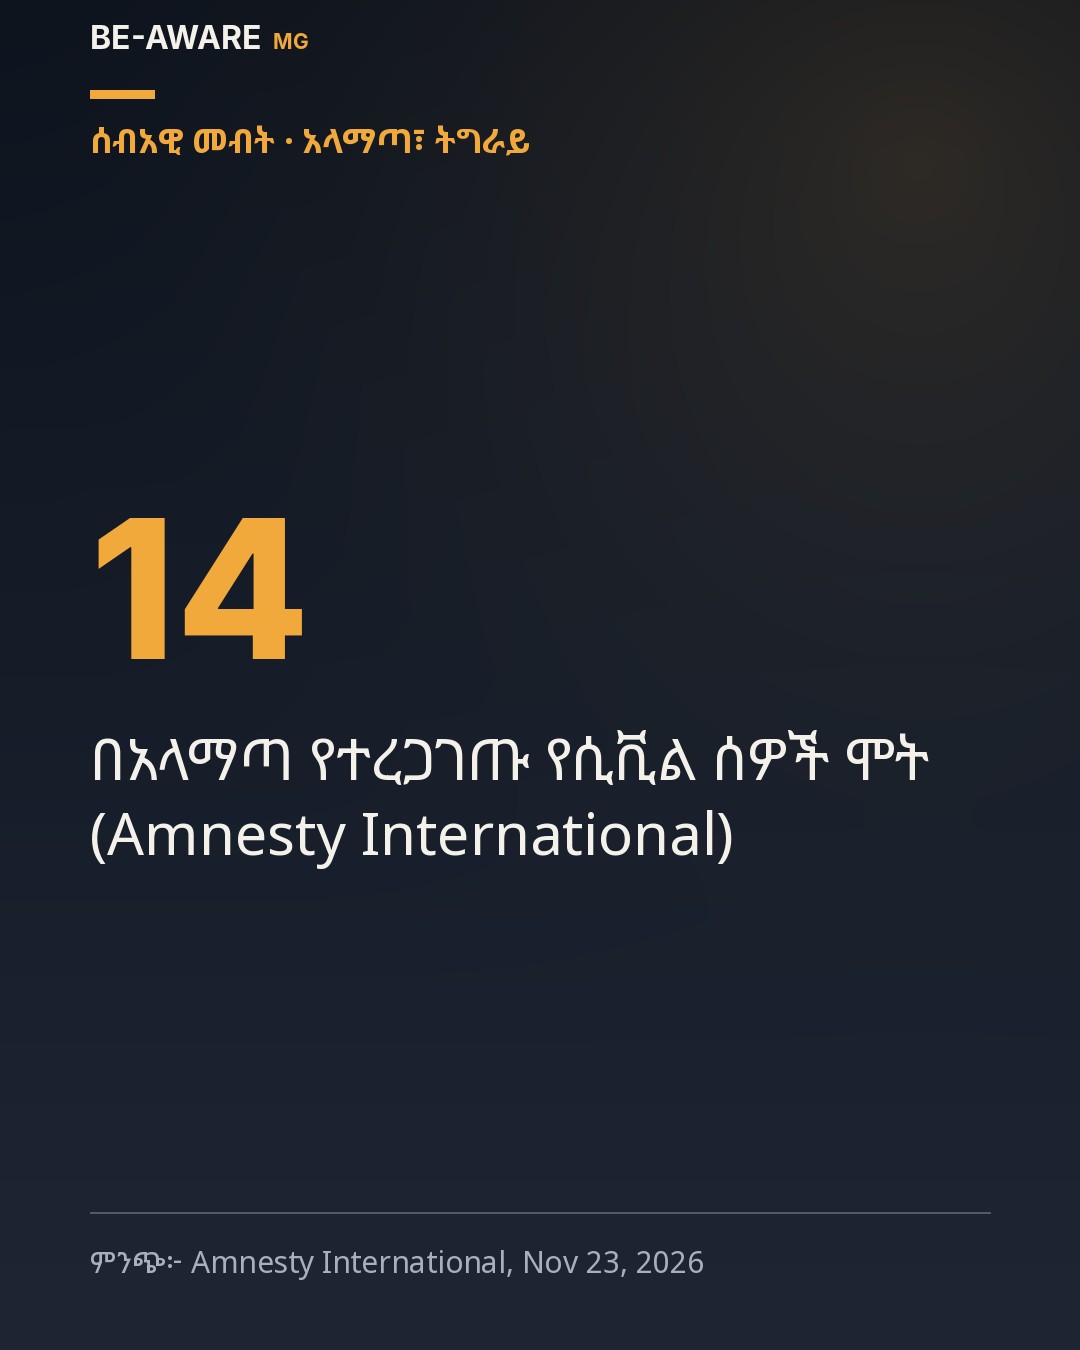 BE-AWARE MG
ሰብአዊ መብት · አላማጣ፣ ትግራይ
14
በአላማጣ የተረጋገጡ የሲቪል ሰዎች ሞት
(Amnesty International)
ምንጭ፦ Amnesty International, Nov 23, 2026